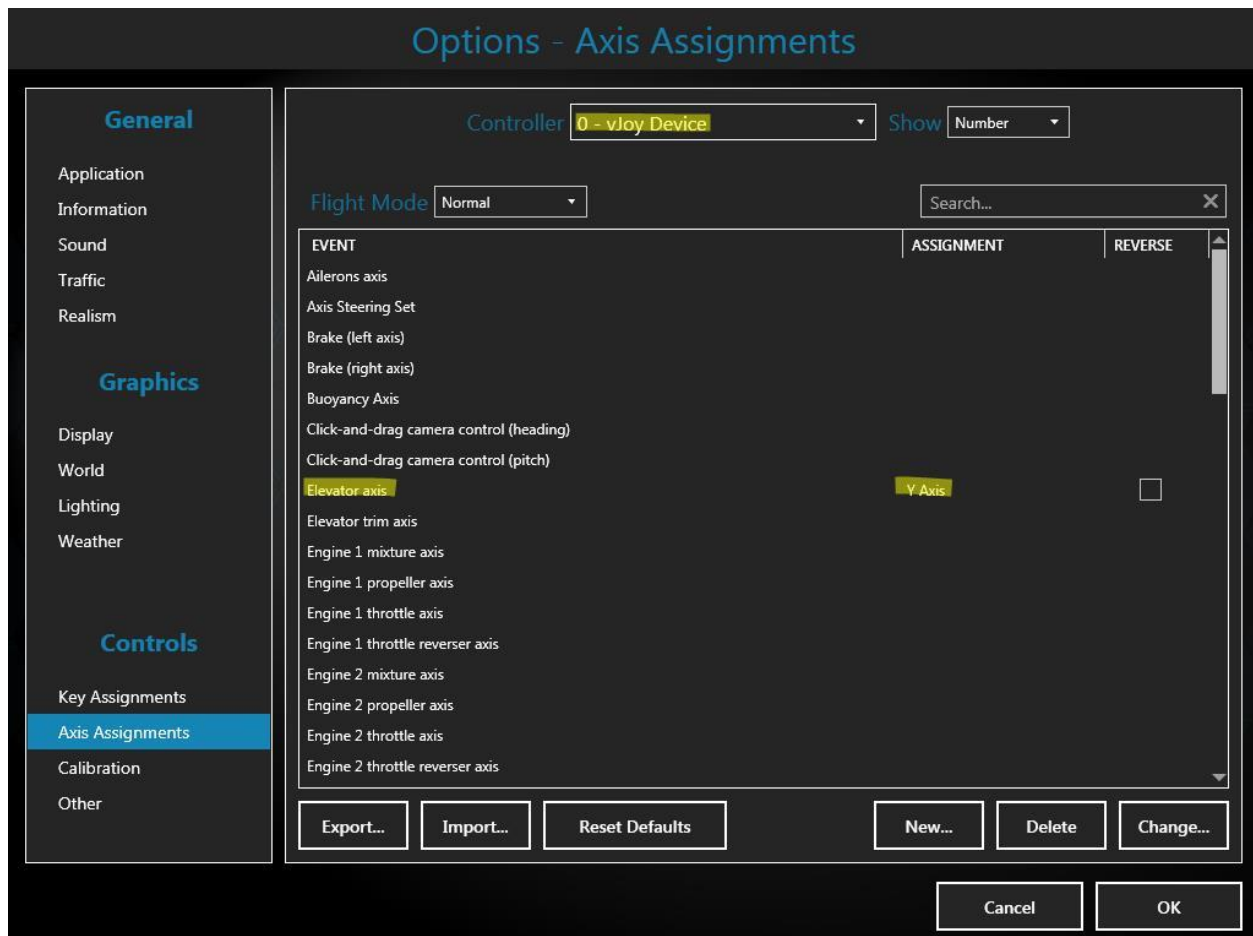 Options - Axis Assignments
General
Application
Information
Sound
Traffic
Realism
Graphics
Display
World
Lighting
Weather
Controls
Key Assignments
Axis Assignments
Calibration
Other
Controller 0 - vJoy Device Show Number
Flight Mode Normal Search...
EVENT ASSIGNMENT REVERSE
Ailerons axis
Axis Steering Set
Brake (left axis)
Brake (right axis)
Buoyancy Axis
Click-and-drag camera control (heading)
Click-and-drag camera control (pitch)
Elevator axis Y Axis
Elevator trim axis
Engine 1 mixture axis
Engine 1 propeller axis
Engine 1 throttle axis
Engine 1 throttle reverser axis
Engine 2 mixture axis
Engine 2 propeller axis
Engine 2 throttle axis
Engine 2 throttle reverser axis
Export... Import... Reset Defaults New... Delete Change...
Cancel OK